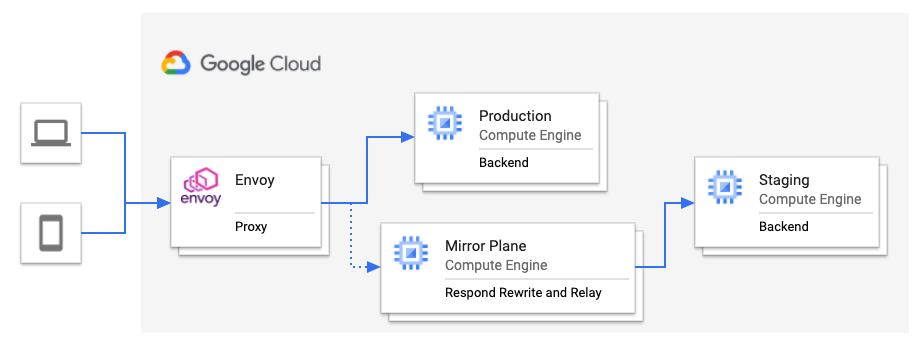 Google Cloud
Production
Compute Engine
Backend
envoy
Envoy
Proxy
Staging
Compute Engine
Backend
Mirror Plane
Compute Engine
Respond Rewrite and Relay